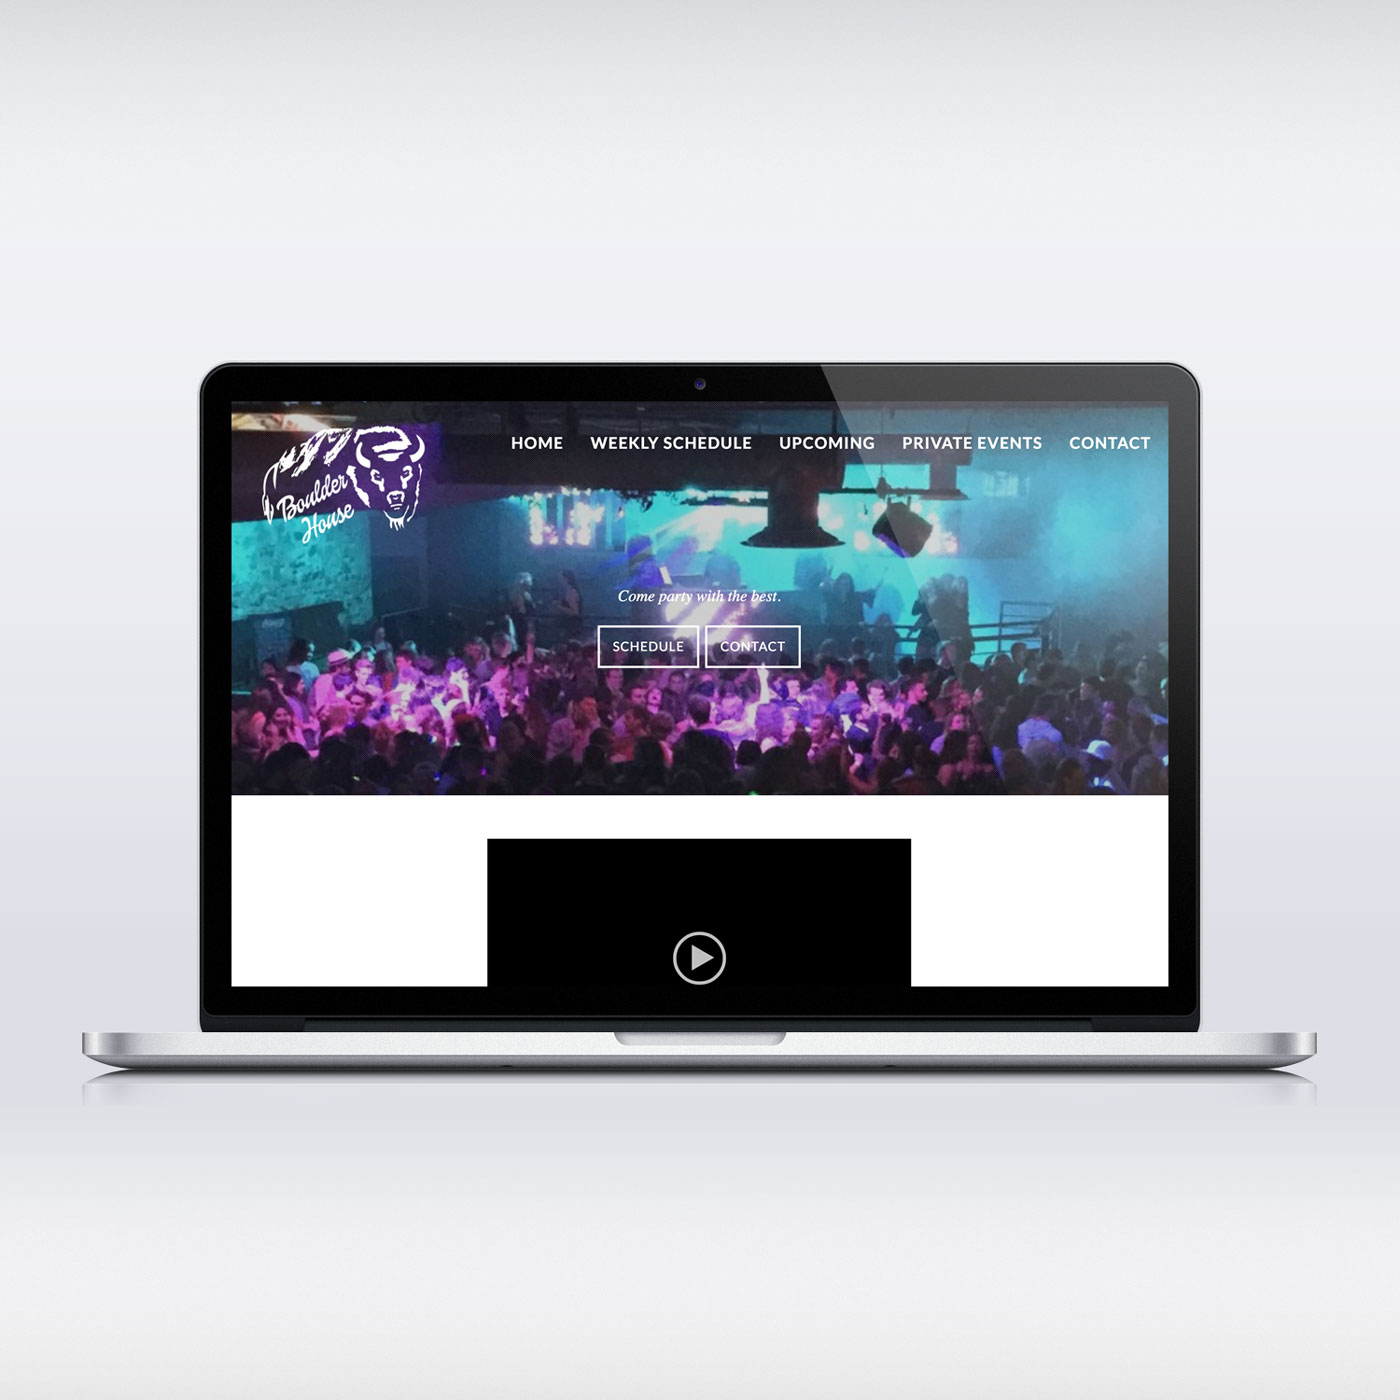 Boulder
House
HOME WEEKLY SCHEDULE UPCOMING PRIVATE EVENTS CONTACT
Come party with the best.
SCHEDULE CONTACT